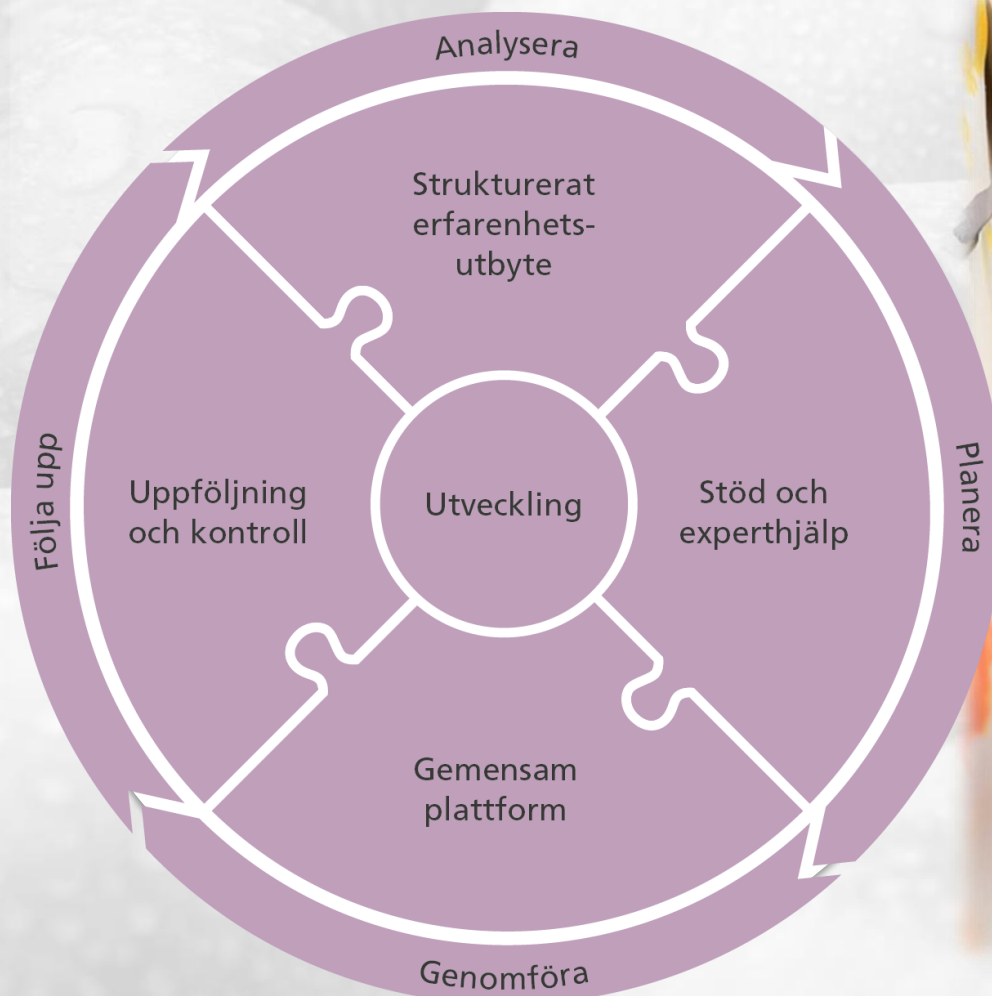 Analysera
Strukturerat
erfarenhets-
utbyte
Följa upp
Uppföljning
och kontroll
Utveckling
Stöd och
experthjälp
Planera
Gemensam
plattform
Genomföra